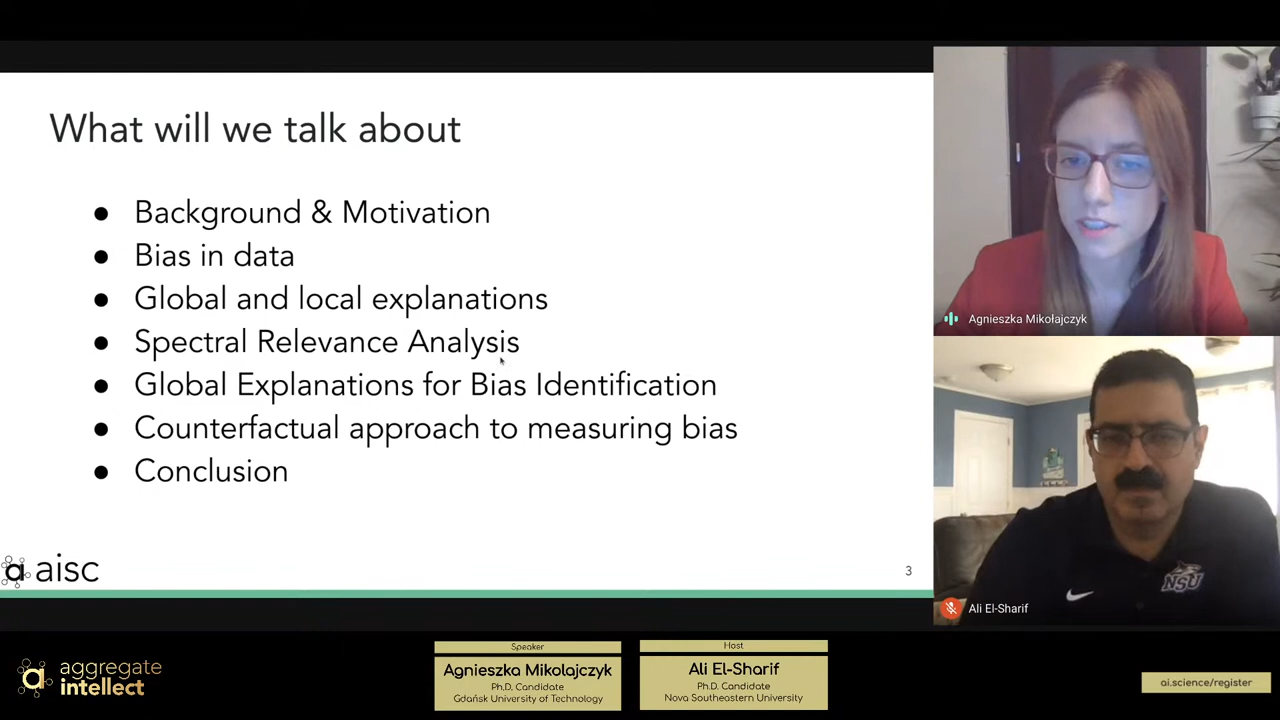 What will we talk about
● Background & Motivation
● Bias in data
● Global and local explanations
● Spectral Relevance Analysis
● Global Explanations for Bias Identification
● Counterfactual approach to measuring bias
● Conclusion
a aisc
3
Agnieszka Mikołajczyk
NSU
Ali El-Sharif
a aggregate
intellect
Speaker
Agnieszka Mikolajczyk
Ph.D. Candidate
Gdańsk University of Technology
Host
Ali El-Sharif
Ph.D. Candidate
Nova Southeastern University
ai.science/register